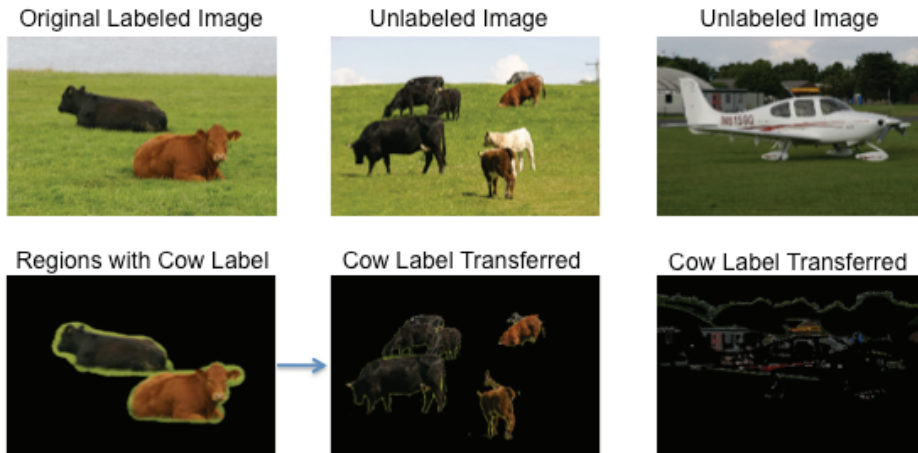 Original Labeled Image
Unlabeled Image
Unlabeled Image
Regions with Cow Label
Cow Label Transferred
Cow Label Transferred